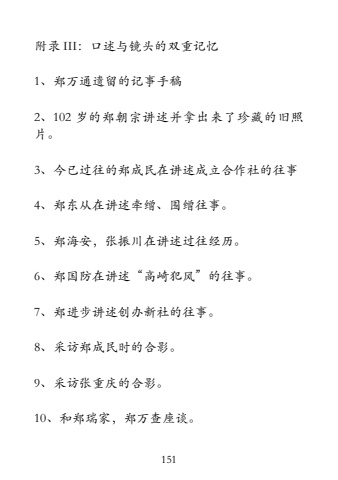 附录 III：口述与镜头的双重记忆
1、郑万通遗留的记事手稿
2、102 岁的郑朝宗讲述并拿出来了珍藏的旧照
片。
3、今已过往的郑成民在讲述成立合作社的往事
4、郑东从在讲述牵缯、围缯往事。
5、郑海安，张振川在讲述过往经历。
6、郑国防在讲述“高崎犯风”的往事。
7、郑进步讲述创办新社的往事。
8、采访郑成民时的合影。
9、采访张重庆的合影。
10、和郑瑞家，郑万查座谈。
151